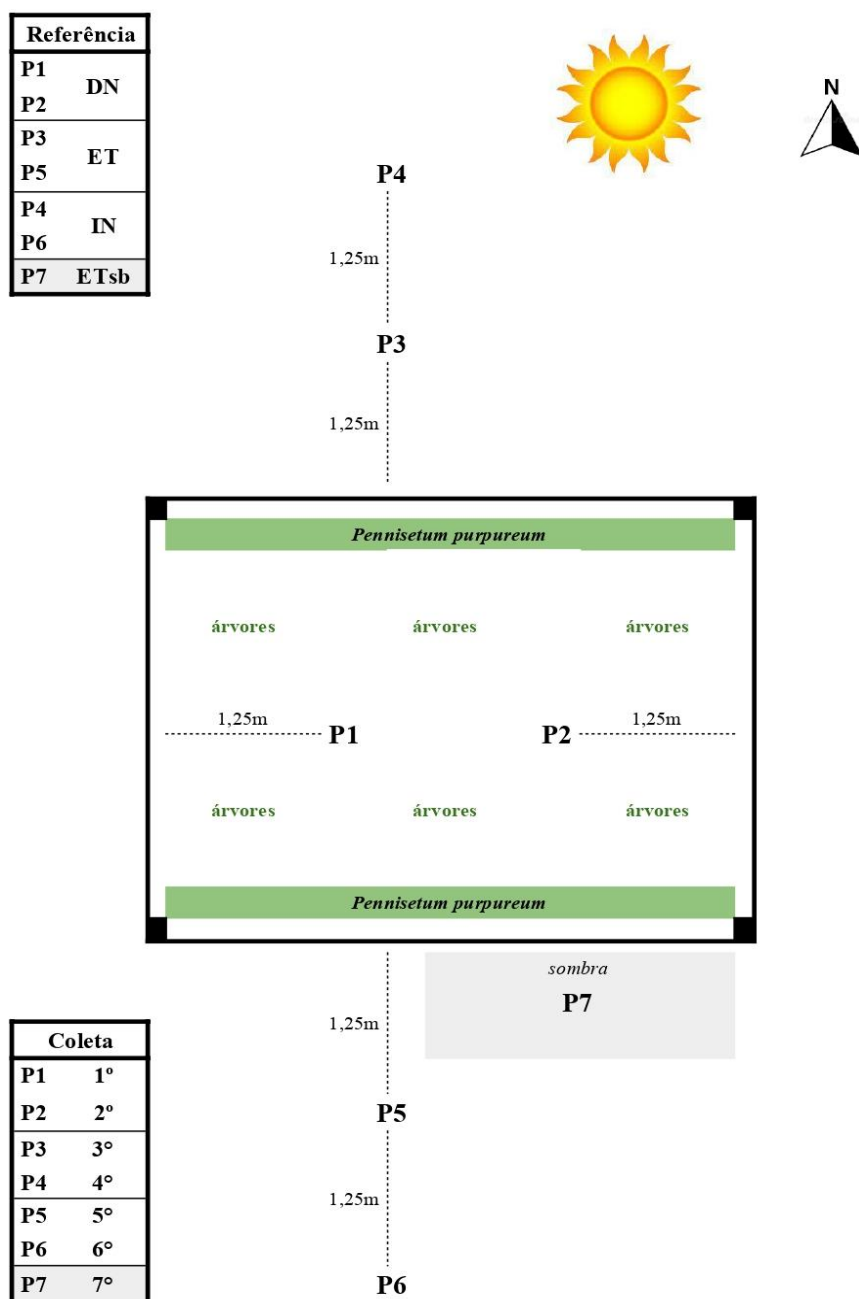 Referência
P1
DN
P2
P3
ET
P5
P4
IN
P6
P7 ETsb
N
P4
1,25m
P3
1,25m
Pennisetum purpureum
árvores árvores árvores
1,25m 1,25m
P1 P2
árvores árvores árvores
Pennisetum purpureum
sombra
P7
1,25m
P5
1,25m
P6
Coleta
P1 1º
P2 2º
P3 3°
P4 4°
P5 5°
P6 6°
P7 7°